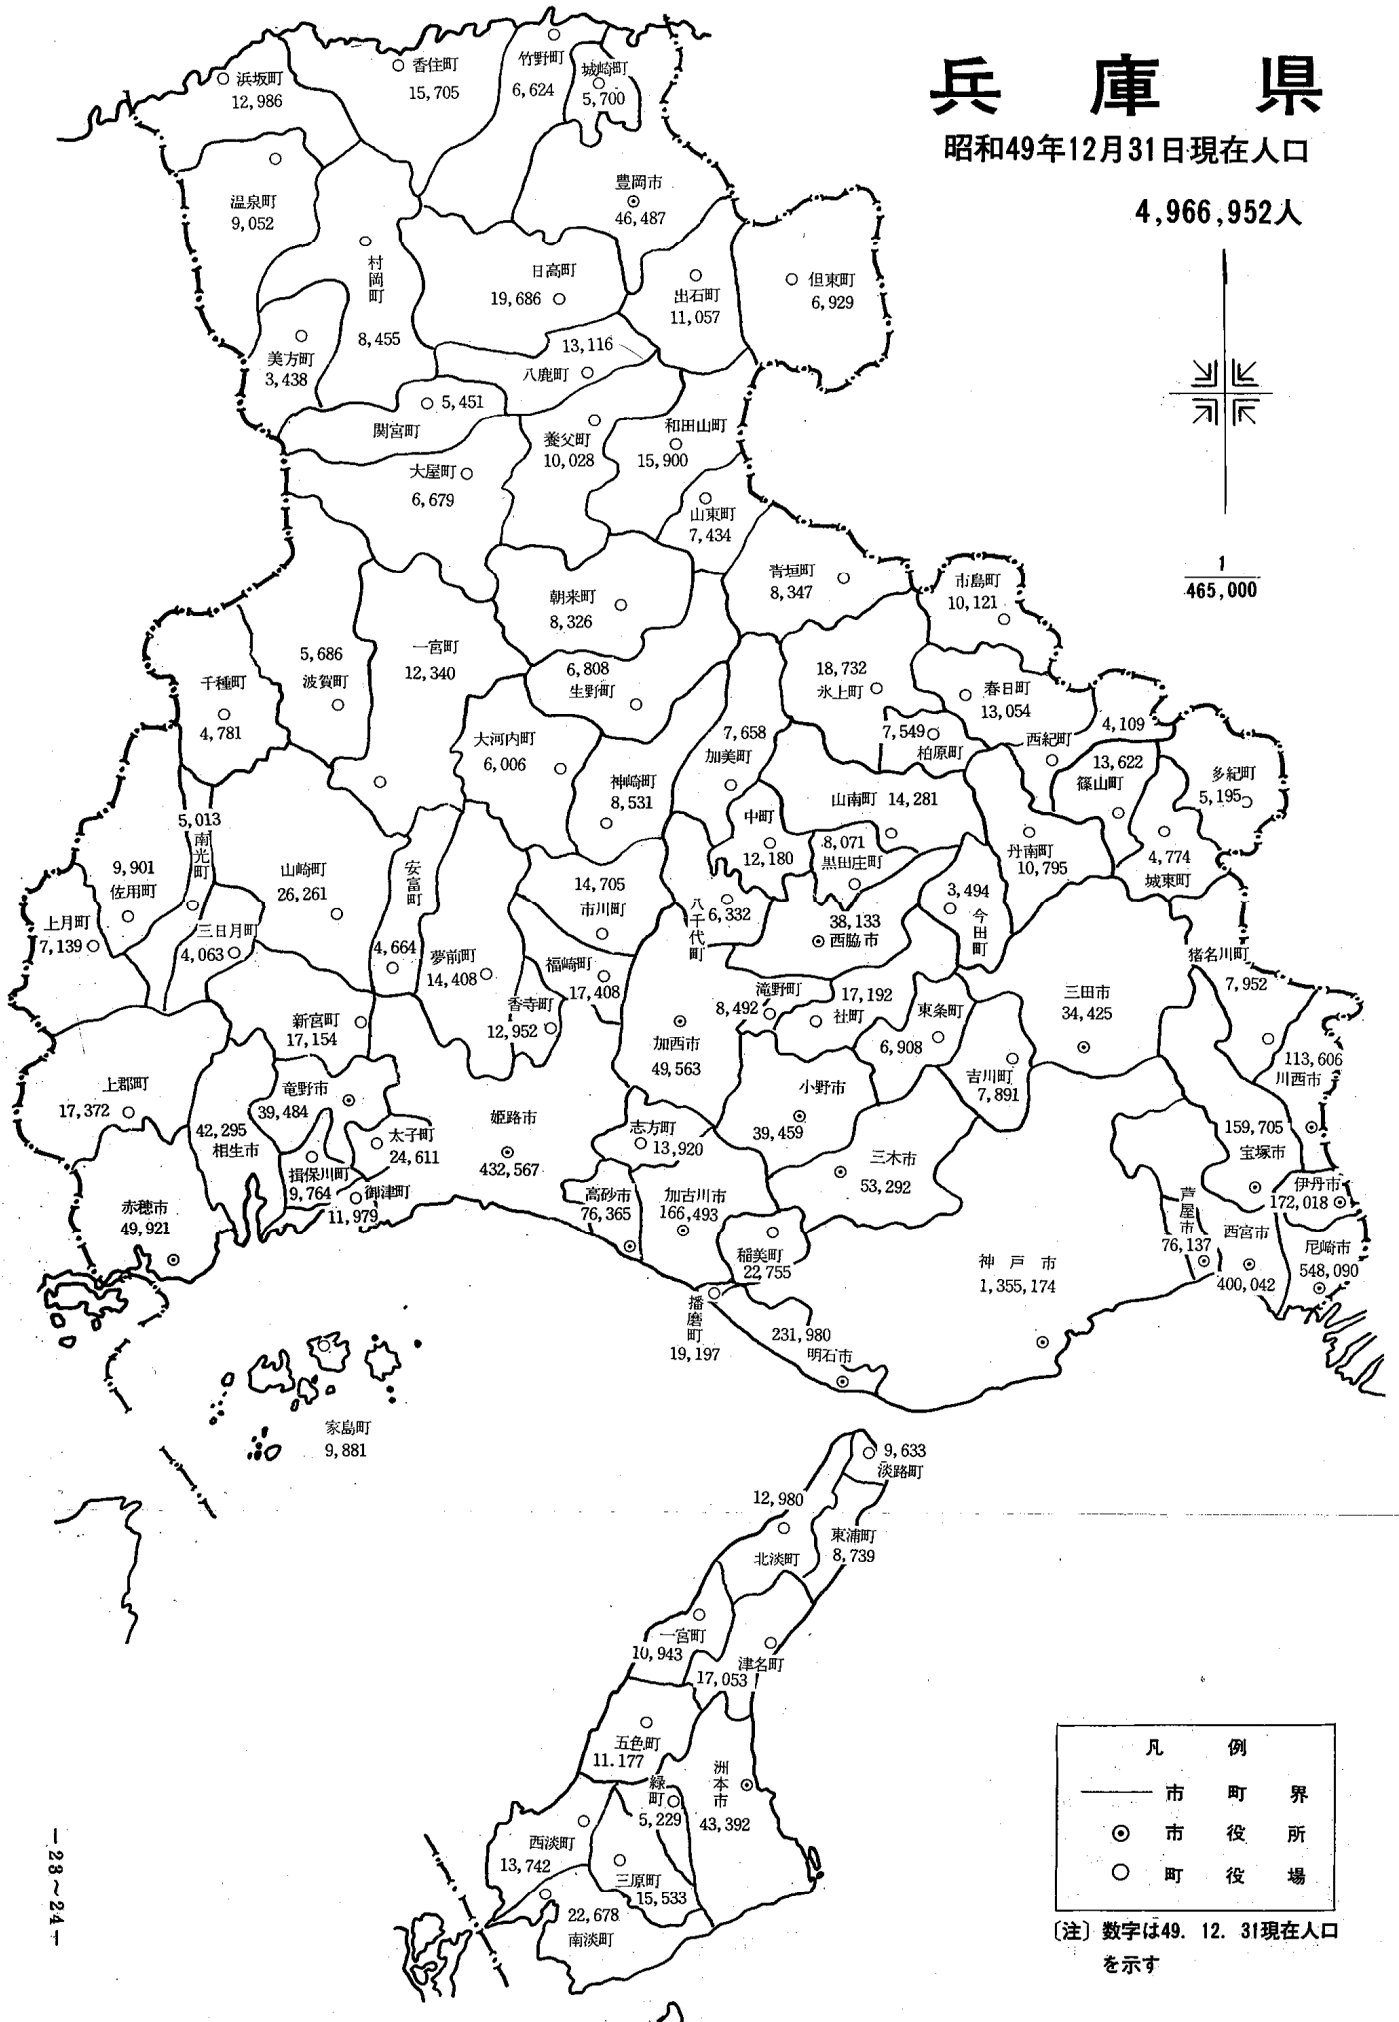 兵庫県
昭和49年12月31日現在人口
4,966,952人
1
465,000
浜坂町
12,986
香住町
15,705
竹野町
6,624
城崎町
5,700
温泉町
9,052
村岡町
8,455
豊岡市
46,487
日高町
19,686
出石町
11,057
但東町
6,929
美方町
3,438
13,116
八鹿町
5,451
関宮町
養父町
10,028
和田山町
15,900
大屋町
6,679
山東町
7,434
青垣町
8,347
市島町
10,121
朝来町
8,326
一宮町
12,340
5,686
波賀町
千種町
4,781
6,808
生野町
18,732
氷上町
春日町
13,054
4,109
西紀町
7,549
柏原町
7,658
加美町
大河内町
6,006
神崎町
8,531
13,622
篠山町
多紀町
5,195
山南町 14,281
中町
12,180
8,071
黒田庄町
丹南町
10,795
4,774
城東町
5,013
南光町
9,901
佐用町
山崎町
26,261
安富町
4,664
14,705
市川町
八千代町
6,332
38,133
西脇市
3,494
今田町
上月町
7,139
三日月町
4,063
夢前町
14,408
福崎町
17,408
猪名川町
7,952
香寺町
12,952
新宮町
17,154
加西市
49,563
滝野町
8,492
17,192
社町
東条町
6,908
三田市
34,425
吉川町
7,891
113,606
川西市
上郡町
17,372
42,295
相生市
竜野市
39,484
太子町
24,611
揖保川町
9,764
御津町
11,979
姫路市
432,567
志方町
13,920
小野市
39,459
三木市
53,292
159,705
宝塚市
伊丹市
172,018
赤穂市
49,921
高砂市
76,365
加古川市
166,493
稲美町
22,755
芦屋市
76,137
西宮市
400,042
尼崎市
548,090
神戸市
1,355,174
播磨町
19,197
231,980
明石市
家島町
9,881
9,633
淡路町
12,980
北淡町
東浦町
8,739
一宮町
10,943
津名町
17,053
五色町
11.177
緑町
5,229
洲本市
43,392
西淡町
13,742
三原町
15,533
22,678
南淡町
凡例
市町界
市役所
町役場
〔注〕数字は49. 12. 31現在人口
を示す
—23～24—